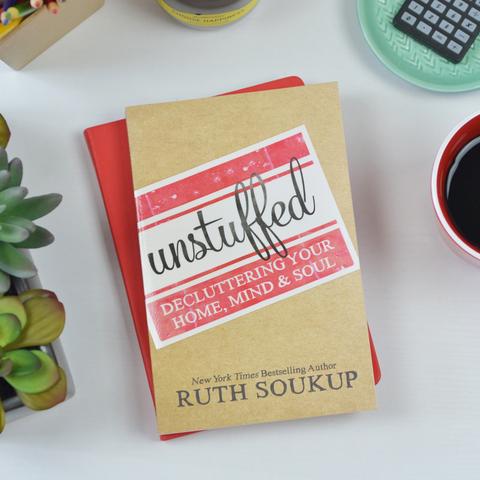 unstuffed
DECLUTTERING YOUR
HOME, MIND & SOUL
New York Times Bestselling Author
RUTH SOUKUP